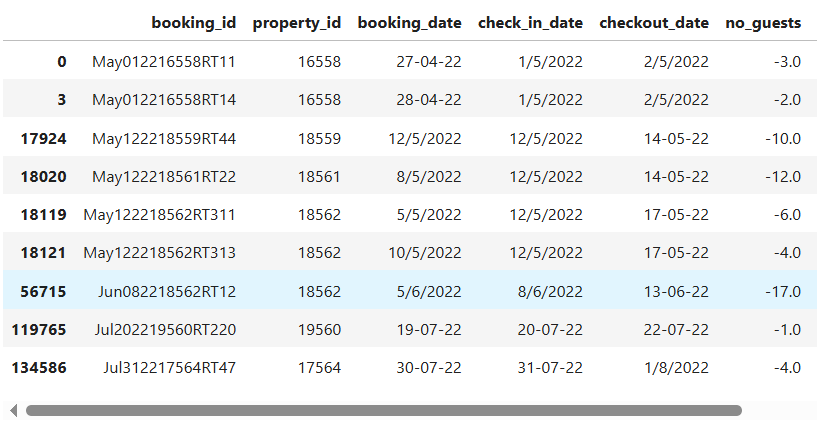 booking_id property_id booking_date check_in_date checkout_date no_guests
0 May012216558RT11 16558 27-04-22 1/5/2022 2/5/2022 -3.0
3 May012216558RT14 16558 28-04-22 1/5/2022 2/5/2022 -2.0
17924 May122218559RT44 18559 12/5/2022 12/5/2022 14-05-22 -10.0
18020 May122218561RT22 18561 8/5/2022 12/5/2022 14-05-22 -12.0
18119 May122218562RT311 18562 5/5/2022 12/5/2022 17-05-22 -6.0
18121 May122218562RT313 18562 10/5/2022 12/5/2022 17-05-22 -4.0
56715 Jun082218562RT12 18562 5/6/2022 8/6/2022 13-06-22 -17.0
119765 Jul202219560RT220 19560 19-07-22 20-07-22 22-07-22 -1.0
134586 Jul312217564RT47 17564 30-07-22 31-07-22 1/8/2022 -4.0